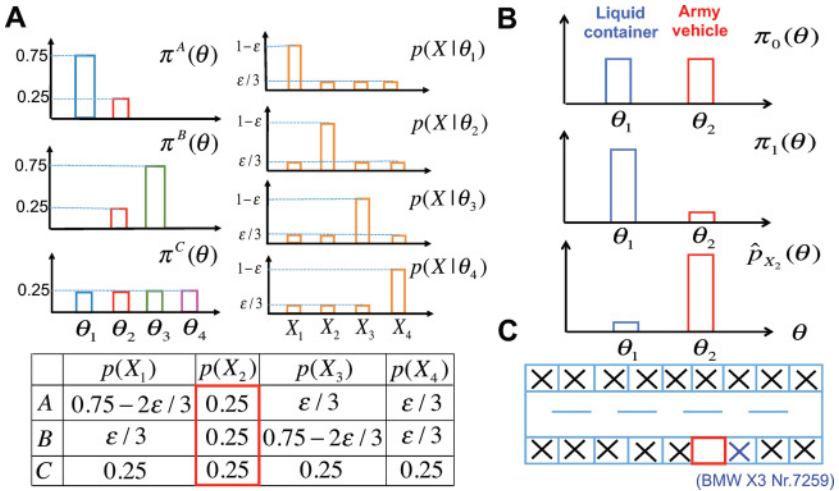 A
0.75
0.25
π^A(θ)
0.75
0.25
π^B(θ)
0.25
π^C(θ)
θ₁ θ₂ θ₃ θ₄
1-ε
ε/3
p(X|θ₁)
1-ε
ε/3
p(X|θ₂)
1-ε
ε/3
p(X|θ₃)
1-ε
ε/3
p(X|θ₄)
X₁ X₂ X₃ X₄
p(X₁) p(X₂) p(X₃) p(X₄)
A 0.75-2ε/3 0.25 ε/3 ε/3
B ε/3 0.25 0.75-2ε/3 ε/3
C 0.25 0.25 0.25 0.25
B
Liquid
container
Army
vehicle
π₀(θ)
θ₁ θ₂
π₁(θ)
θ₁ θ₂
p̂_X₂(θ)
θ₁ θ₂ θ
C
(BMW X3 Nr.7259)